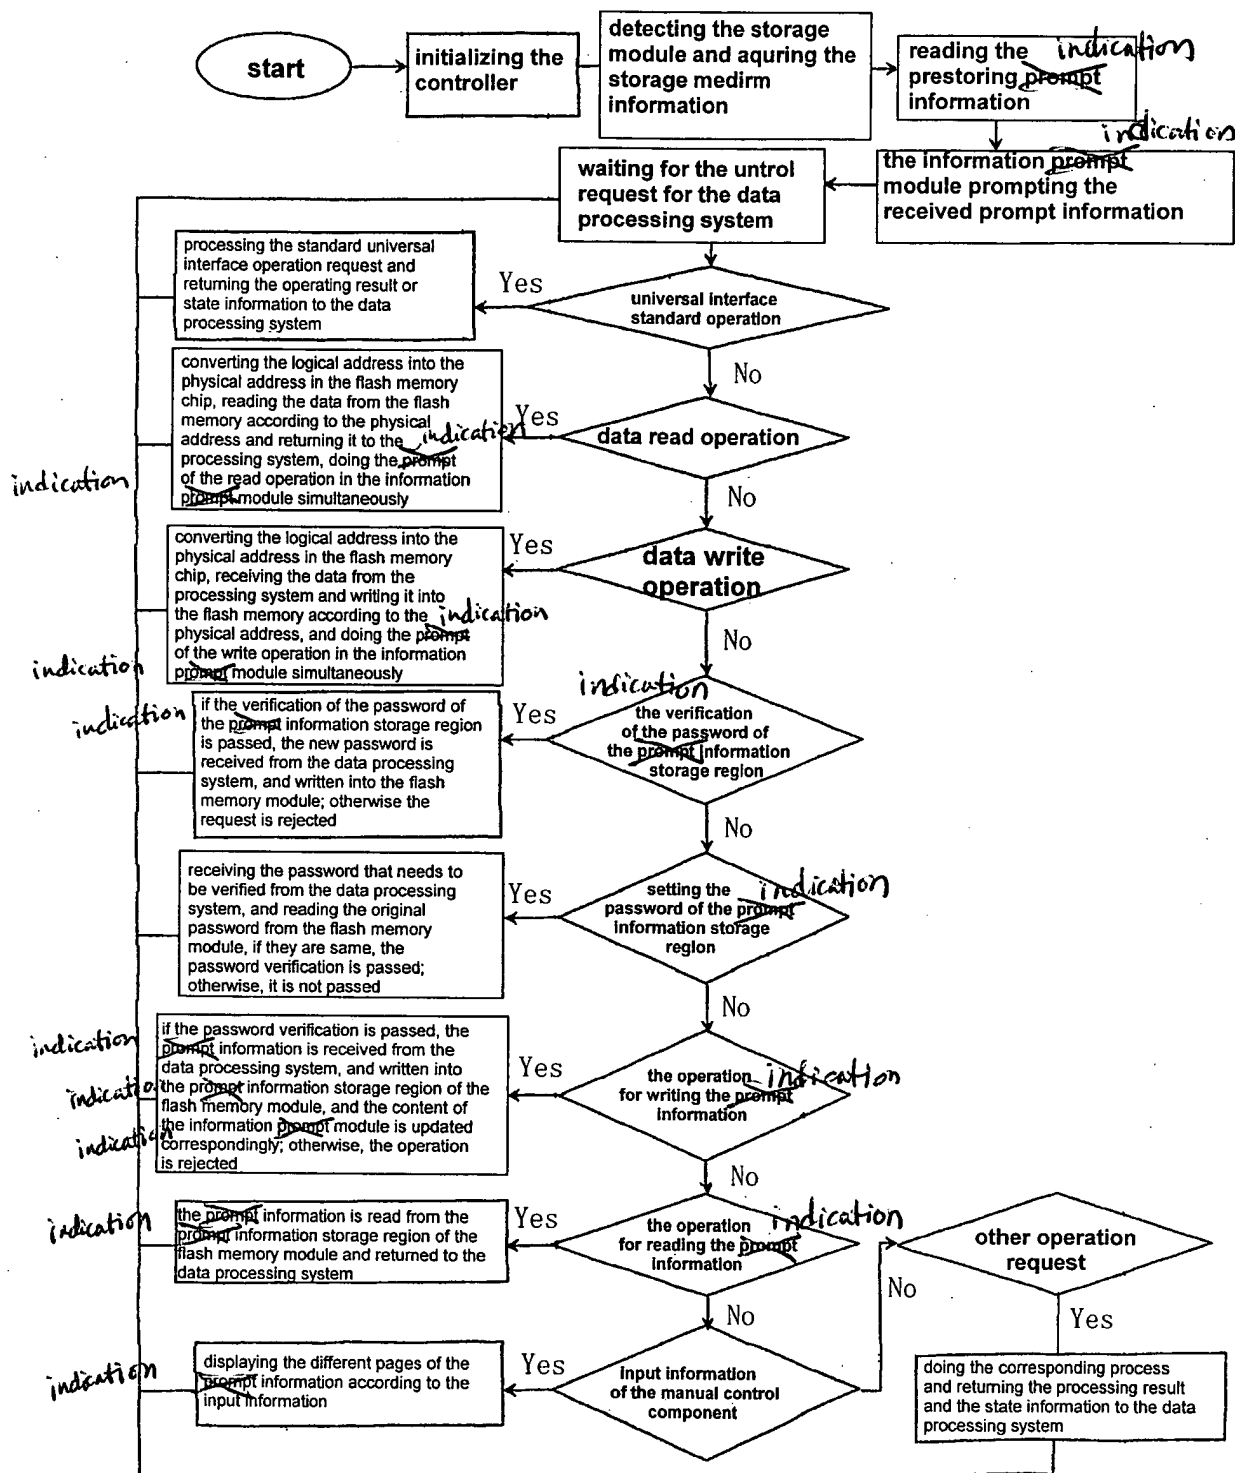 start
initializing the
controller
detecting the storage
module and aquring the
storage medirm
information
reading the indication
prestoring prompt
information
indication
the information prompt
module prompting the
received prompt information
waiting for the untrol
request for the data
processing system
processing the standard universal
interface operation request and
returning the operating result or
state information to the data
processing system
Yes
universal interface
standard operation
No
converting the logical address into the
physical address in the flash memory
chip, reading the data from the flash
memory according to the physical
address and returning it to the indication
processing system, doing the prompt
of the read operation in the information
prompt module simultaneously
indication
Yes
data read operation
No
converting the logical address into the
physical address in the flash memory
chip, receiving the data from the
processing system and writing it into
the flash memory according to the indication
physical address, and doing the prompt
of the write operation in the information
prompt module simultaneously
indication
Yes
data write
operation
No
indication
if the verification of the password of
the prompt information storage region
is passed, the new password is
received from the data processing
system, and written into the flash
memory module; otherwise the
request is rejected
Yes
indication
the verification
of the password of
the prompt information
storage region
No
receiving the password that needs to
be verified from the data processing
system, and reading the original
password from the flash memory
module, if they are same, the
password verification is passed;
otherwise, it is not passed
Yes
setting the indication
password of the prompt
information storage
region
No
indication
indication
indication
if the password verification is passed, the
prompt information is received from the
data processing system, and written into
the prompt information storage region of the
flash memory module, and the content of
the information prompt module is updated
correspondingly; otherwise, the operation
is rejected
Yes
the operation indication
for writing the prompt
information
No
indication
the prompt information is read from the
prompt information storage region of the
flash memory module and returned to the
data processing system
Yes
the operation indication
for reading the prompt
information
No
other operation
request
No
Yes
indication
displaying the different pages of the
prompt information according to the
input information
Yes
input information
of the manual control
component
doing the corresponding process
and returning the processing result
and the state information to the data
processing system